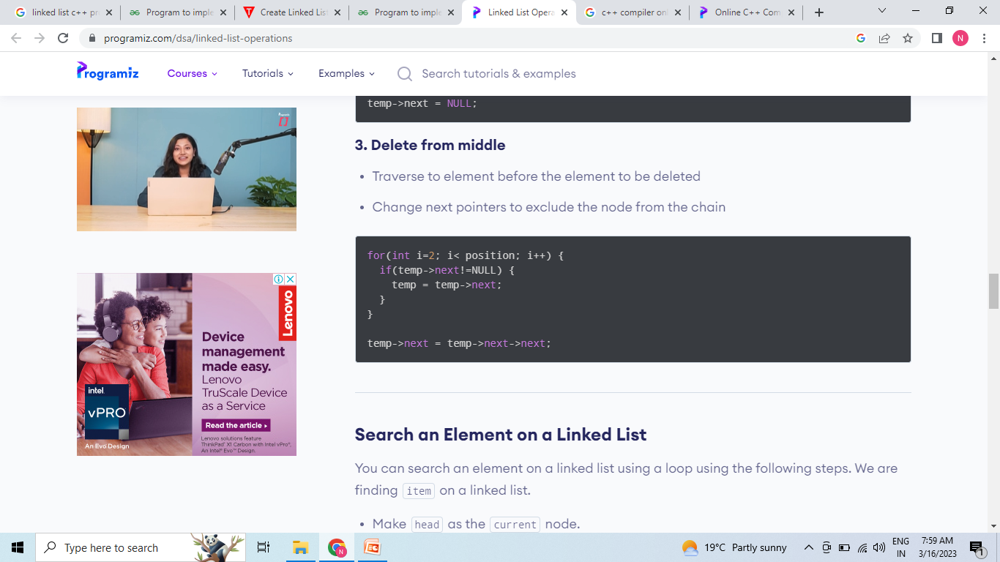 linked list c++ pr
Program to imple
Create Linked Lis
Program to imple
Linked List Opera
c++ compiler onl
Online C++ Com
programiz.com/dsa/linked-list-operations
N
Programiz
Courses
Tutorials
Examples
Search tutorials & examples
temp->next = NULL;
3. Delete from middle
• Traverse to element before the element to be deleted
• Change next pointers to exclude the node from the chain
for(int i=2; i< position; i++) {
if(temp->next!=NULL) {
temp = temp->next;
}
}
temp->next = temp->next->next;
Search an Element on a Linked List
You can search an element on a linked list using a loop using the following steps. We are
finding item on a linked list.
• Make head as the current node.
Lenovo
Device
management
made easy.
Lenovo
TruScale Device
as a Service
Read the article
Lenovo solutions feature
ThinkPad® X1 Carbon with Intel vPro®,
An Intel® Evo™ Design.
intel.
vPRO
An Evo Design
Type here to search
19°C Partly sunny
ENG
IN
7:59 AM
3/16/2023
1